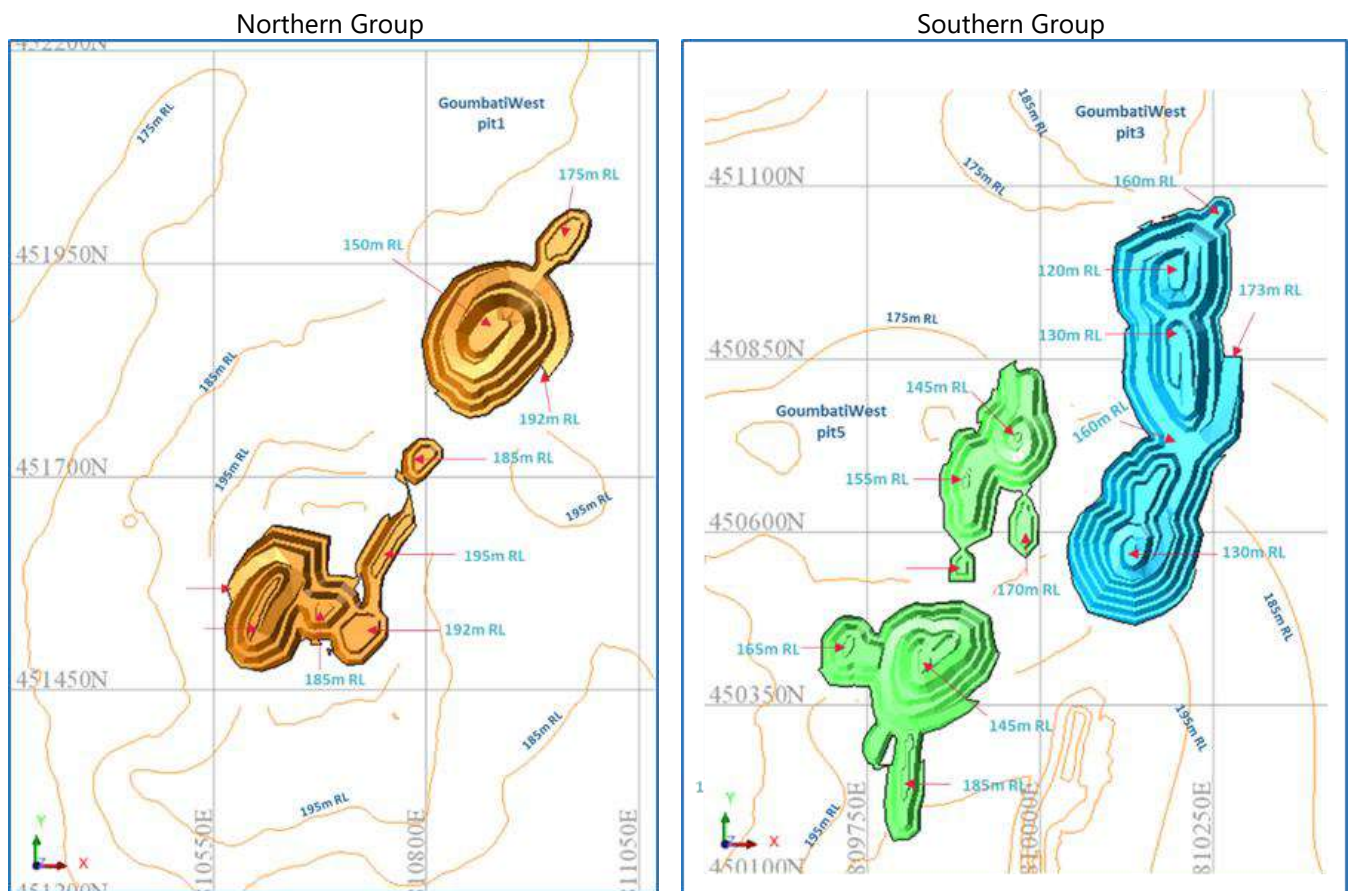 Northern Group
452200N
GoumbatiWest
pit1
175m RL
175m RL
150m RL
451950N
185m RL
192m RL
185m RL
451700N
195m RL
195m RL
195m RL
192m RL
185m RL
451450N
185m RL
195m RL
810550E
810800E
811050E
Y
X
Z
451200N
Southern Group
185m RL
GoumbatiWest
pit3
175m RL
160m RL
451100N
120m RL
173m RL
175m RL
130m RL
450850N
145m RL
GoumbatiWest
pit5
160m RL
155m RL
450600N
130m RL
170m RL
185m RL
165m RL
450350N
145m RL
195m RL
1
185m RL
195m RL
809750E
810000E
810250E
Y
X
Z
450100N